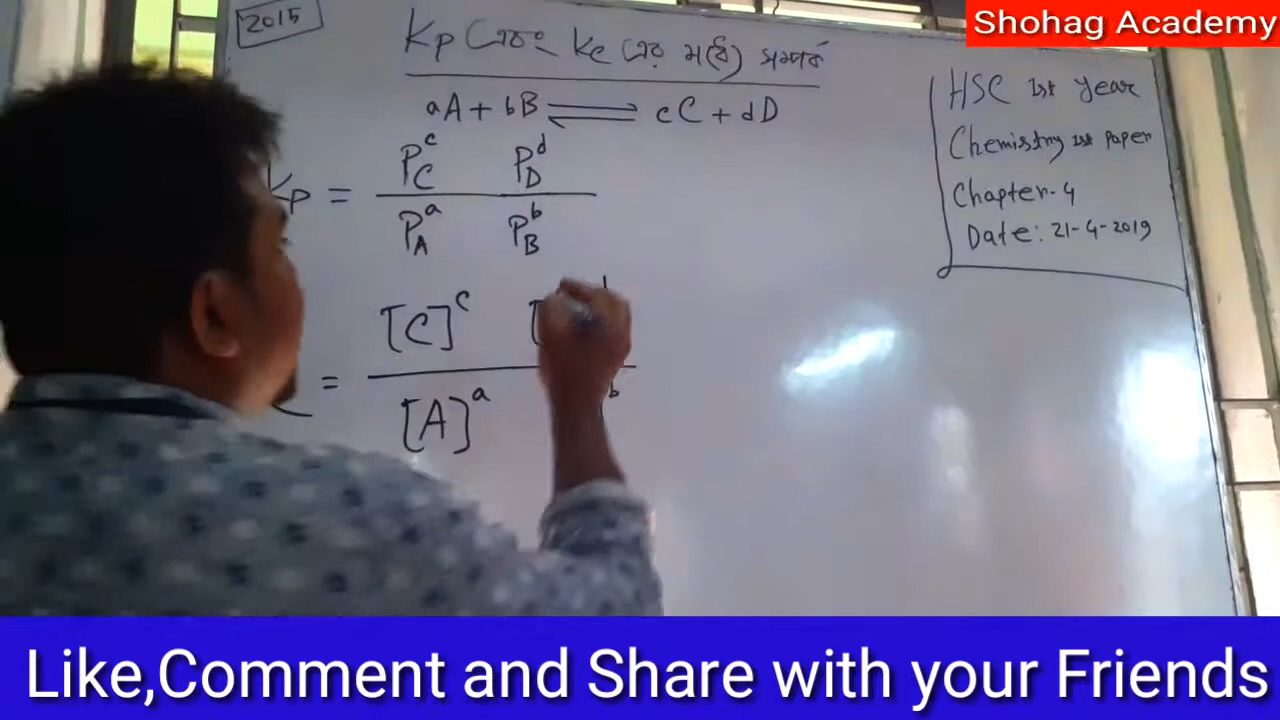 Shohag Academy
2015
Kp এবং Kc এর মধ্যে সম্পর্ক
aA + bB ⇌ cC + dD
Kp = P_C^c P_D^d
P_A^a P_B^b
= [C]^c [
[A]^a b
HSC 1st Year
Chemistry 1st Paper
Chapter-4
Date: 21-4-2019
Like,Comment and Share with your Friends